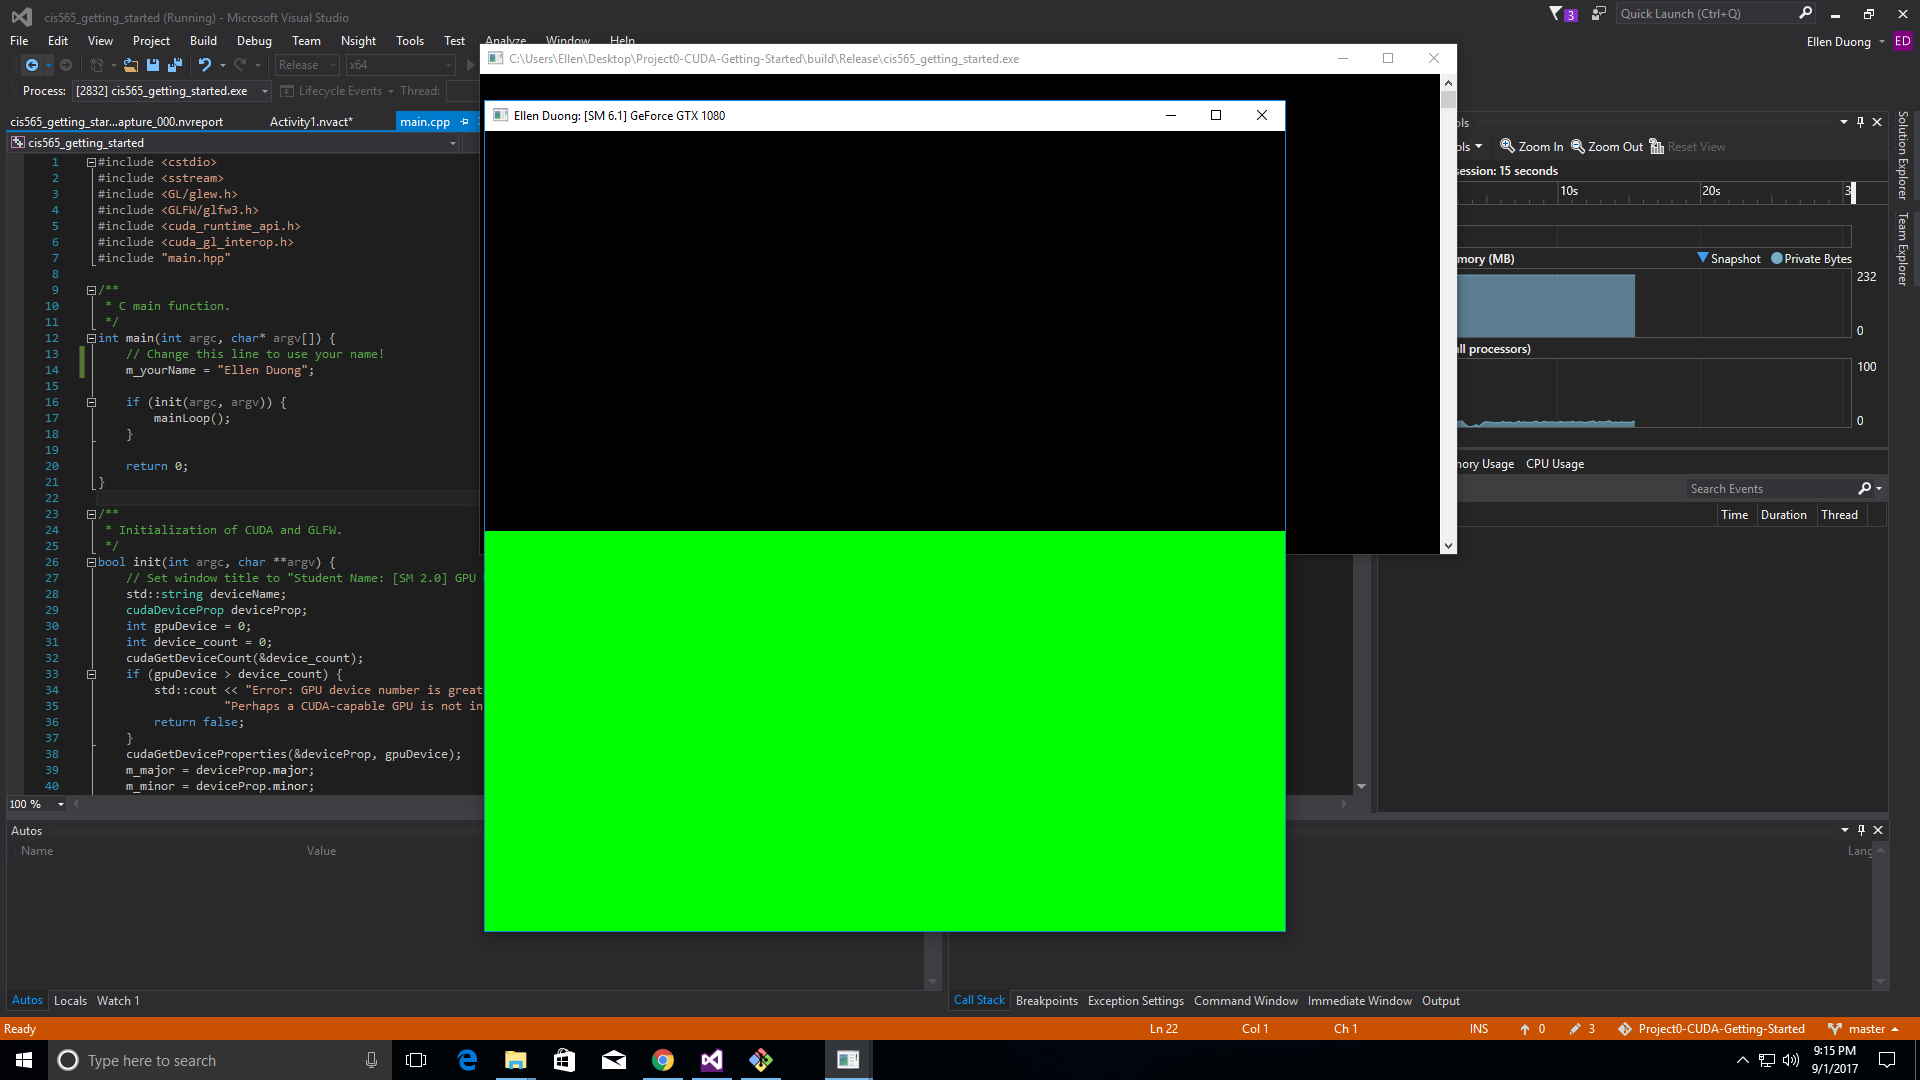 cis565_getting_started (Running) - Microsoft Visual Studio
3
Quick Launch (Ctrl+Q)
File Edit View Project Build Debug Team Nsight Tools Test Analyze Window Help
Ellen Duong ED
Release x64
Process: [2832] cis565_getting_started.exe Lifecycle Events Thread:
cis565_getting_star...apture_000.nvreport Activity1.nvact* main.cpp
cis565_getting_started
C:\Users\Ellen\Desktop\Project0-CUDA-Getting-Started\build\Release\cis565_getting_started.exe
Ellen Duong: [SM 6.1] GeForce GTX 1080
1 #include <cstdio>
2 #include <sstream>
3 #include <GL/glew.h>
4 #include <GLFW/glfw3.h>
5 #include <cuda_runtime_api.h>
6 #include <cuda_gl_interop.h>
7 #include "main.hpp"
8
9 /**
10 * C main function.
11 */
12 int main(int argc, char* argv[]) {
13 // Change this line to use your name!
14 m_yourName = "Ellen Duong";
15
16 if (init(argc, argv)) {
17 mainLoop();
18 }
19
20 return 0;
21 }
22
23 /**
24 * Initialization of CUDA and GLFW.
25 */
26 bool init(int argc, char **argv) {
27 // Set window title to "Student Name: [SM 2.0] GPU
28 std::string deviceName;
29 cudaDeviceProp deviceProp;
30 int gpuDevice = 0;
31 int device_count = 0;
32 cudaGetDeviceCount(&device_count);
33 if (gpuDevice > device_count) {
34 std::cout << "Error: GPU device number is great
35 "Perhaps a CUDA-capable GPU is not in
36 return false;
37 }
38 cudaGetDeviceProperties(&deviceProp, gpuDevice);
39 m_major = deviceProp.major;
40 m_minor = deviceProp.minor;
100 %
ols
ols Zoom In Zoom Out Reset View
session: 15 seconds
10s 20s 3
mory (MB) Snapshot Private Bytes
232
0
ll processors)
100
0
mory Usage CPU Usage
Search Events
Time Duration Thread
Solution Explorer
Team Explorer
Autos
Name Value
Lang
Autos Locals Watch 1
Call Stack Breakpoints Exception Settings Command Window Immediate Window Output
Ready Ln 22 Col 1 Ch 1 INS 0 3 Project0-CUDA-Getting-Started master
Type here to search
9:15 PM
9/1/2017